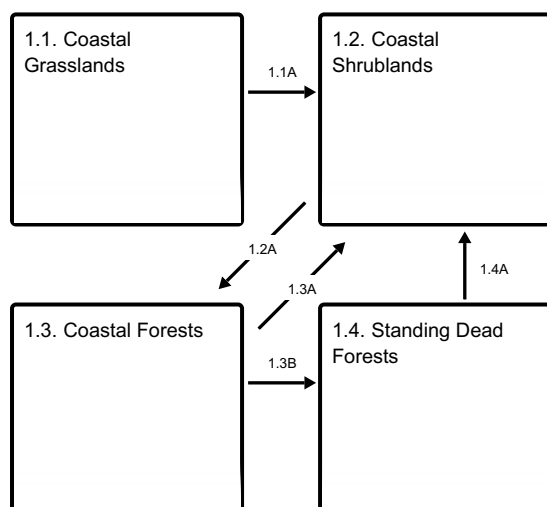 1.1. Coastal
Grasslands
1.1A
1.2. Coastal
Shrublands
1.2A
1.3A
1.4A
1.3. Coastal Forests
1.3B
1.4. Standing Dead
Forests